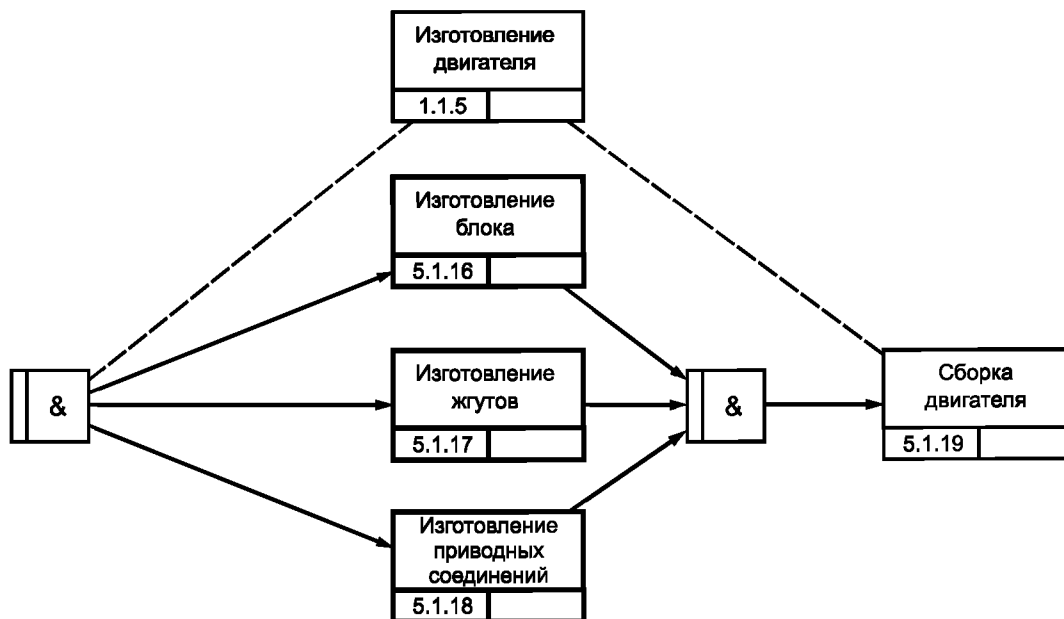 Изготовление
двигателя
1.1.5
Изготовление
блока
5.1.16
&
Изготовление
жгутов
5.1.17
&
Сборка
двигателя
5.1.19
Изготовление
приводных
соединений
5.1.18